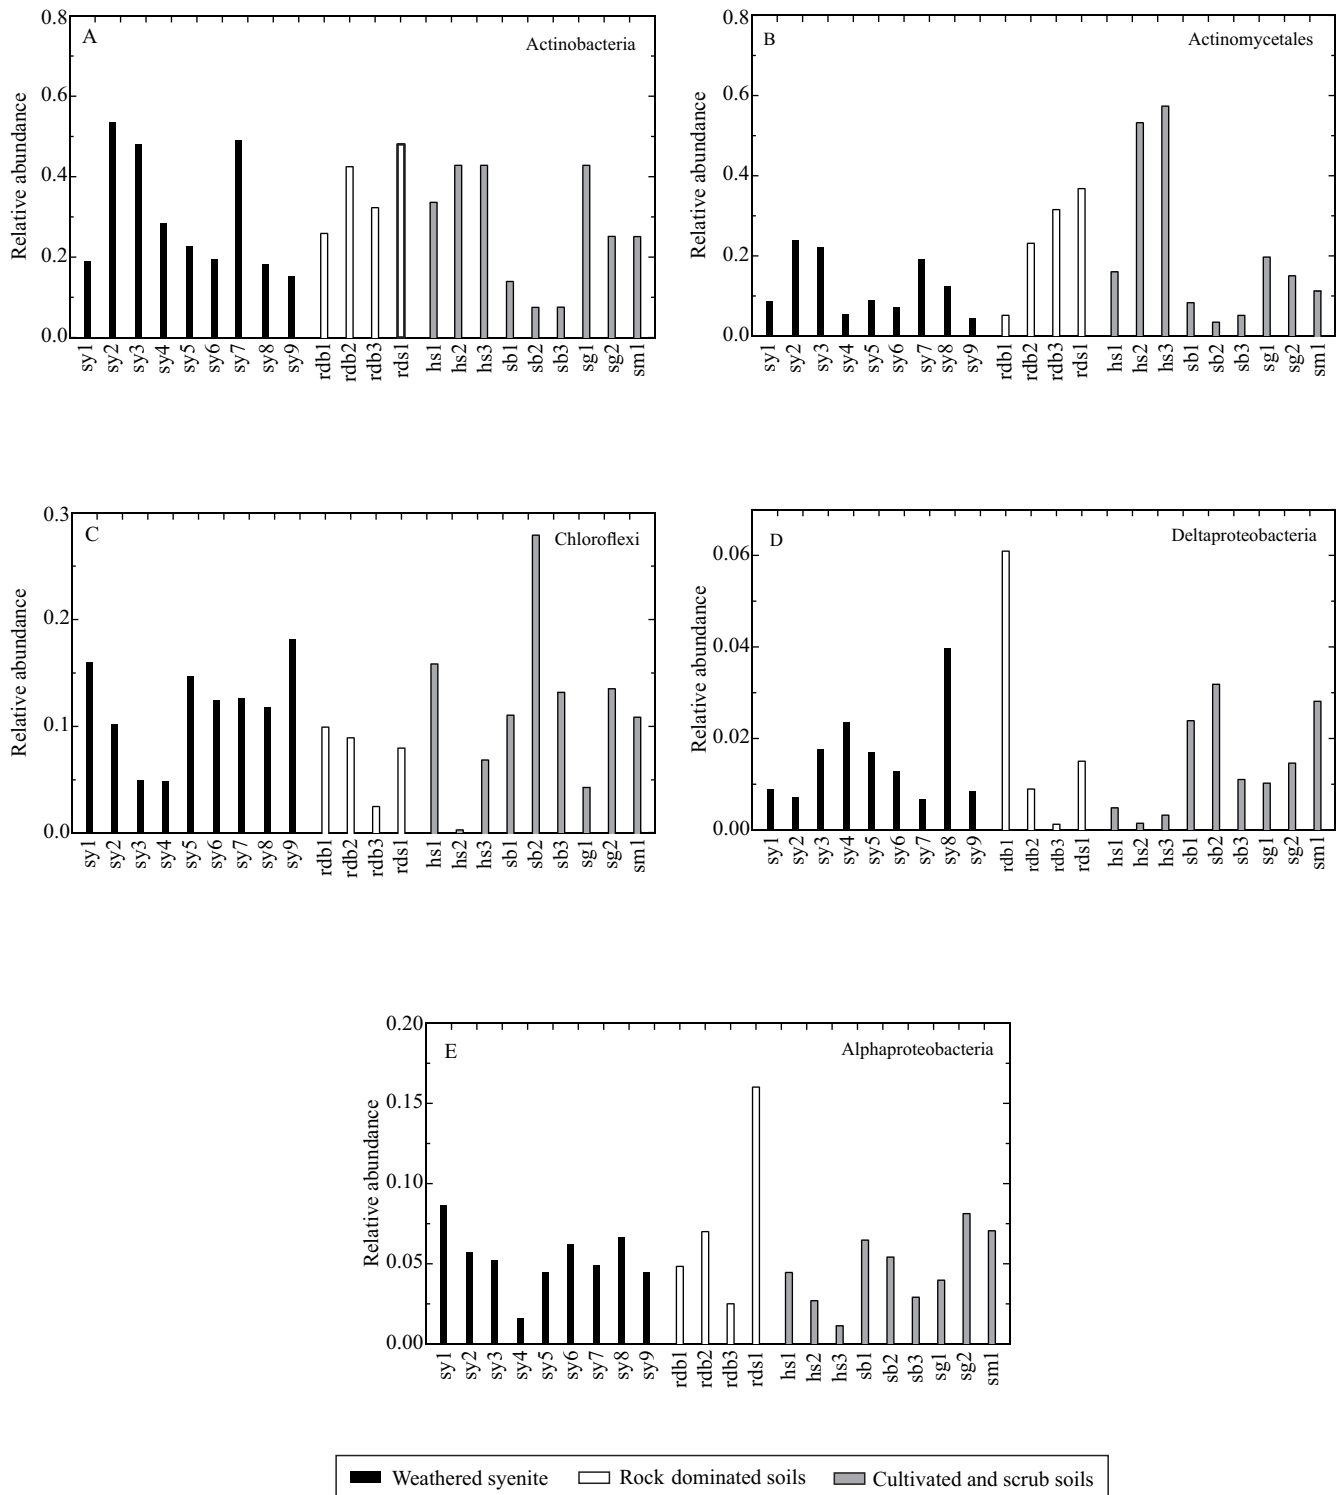 A
Actinobacteria
Relative abundance
0.8
0.6
0.4
0.2
0.0
sy1 sy2 sy3 sy4 sy5 sy6 sy7 sy8 sy9 rdb1 rdb2 rdb3 rds1 hs1 hs2 hs3 sb1 sb2 sb3 sg1 sg2 sm1
B
Actinomycetales
Relative abundance
0.8
0.6
0.4
0.2
0.0
sy1 sy2 sy3 sy4 sy5 sy6 sy7 sy8 sy9 rdb1 rdb2 rdb3 rds1 hs1 hs2 hs3 sb1 sb2 sb3 sg1 sg2 sm1
C
Chloroflexi
Relative abundance
0.3
0.2
0.1
0.0
sy1 sy2 sy3 sy4 sy5 sy6 sy7 sy8 sy9 rdb1 rdb2 rdb3 rds1 hs1 hs2 hs3 sb1 sb2 sb3 sg1 sg2 sm1
D
Deltaproteobacteria
Relative abundance
0.06
0.04
0.02
0.00
sy1 sy2 sy3 sy4 sy5 sy6 sy7 sy8 sy9 rdb1 rdb2 rdb3 rds1 hs1 hs2 hs3 sb1 sb2 sb3 sg1 sg2 sm1
E
Alphaproteobacteria
Relative abundance
0.20
0.15
0.10
0.05
0.00
sy1 sy2 sy3 sy4 sy5 sy6 sy7 sy8 sy9 rdb1 rdb2 rdb3 rds1 hs1 hs2 hs3 sb1 sb2 sb3 sg1 sg2 sm1
Weathered syenite Rock dominated soils Cultivated and scrub soils